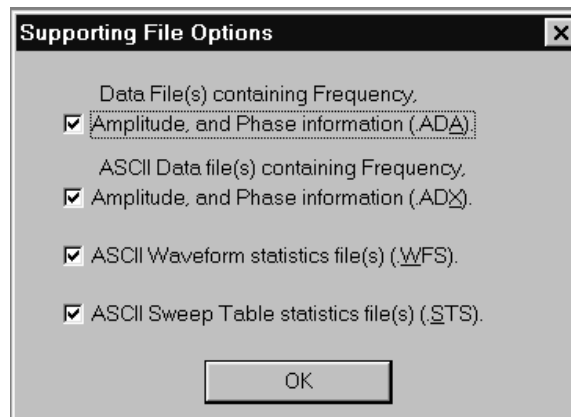 Supporting File Options
Data File(s) containing Frequency,
Amplitude, and Phase information (.ADA).
ASCII Data file(s) containing Frequency,
Amplitude, and Phase information (.ADX).
ASCII Waveform statistics file(s) (.WFS).
ASCII Sweep Table statistics file(s) (.STS).
OK